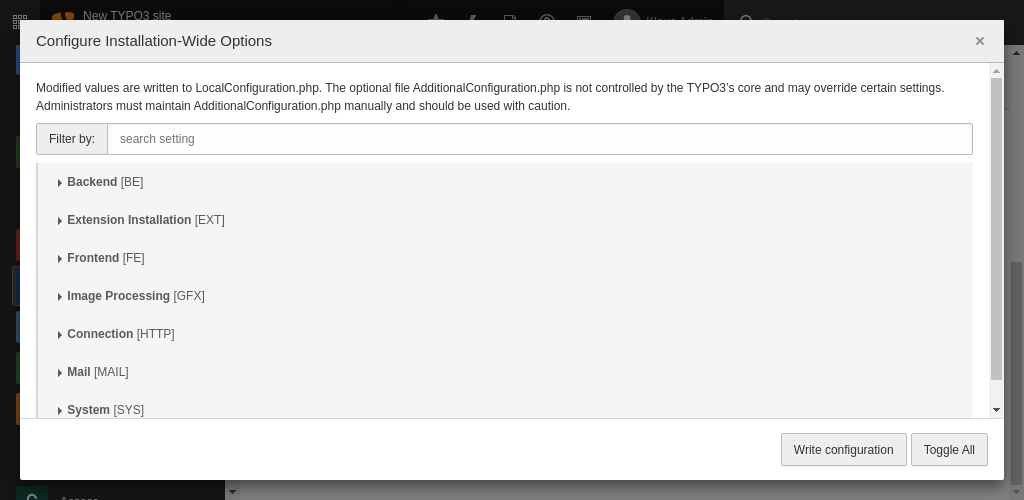 New TYPO3 site
Configure Installation-Wide Options
×
Modified values are written to LocalConfiguration.php. The optional file AdditionalConfiguration.php is not controlled by the TYPO3's core and may override certain settings.
Administrators must maintain AdditionalConfiguration.php manually and should be used with caution.
Filter by:
search setting
Backend [BE]
Extension Installation [EXT]
Frontend [FE]
Image Processing [GFX]
Connection [HTTP]
Mail [MAIL]
System [SYS]
Write configuration
Toggle All